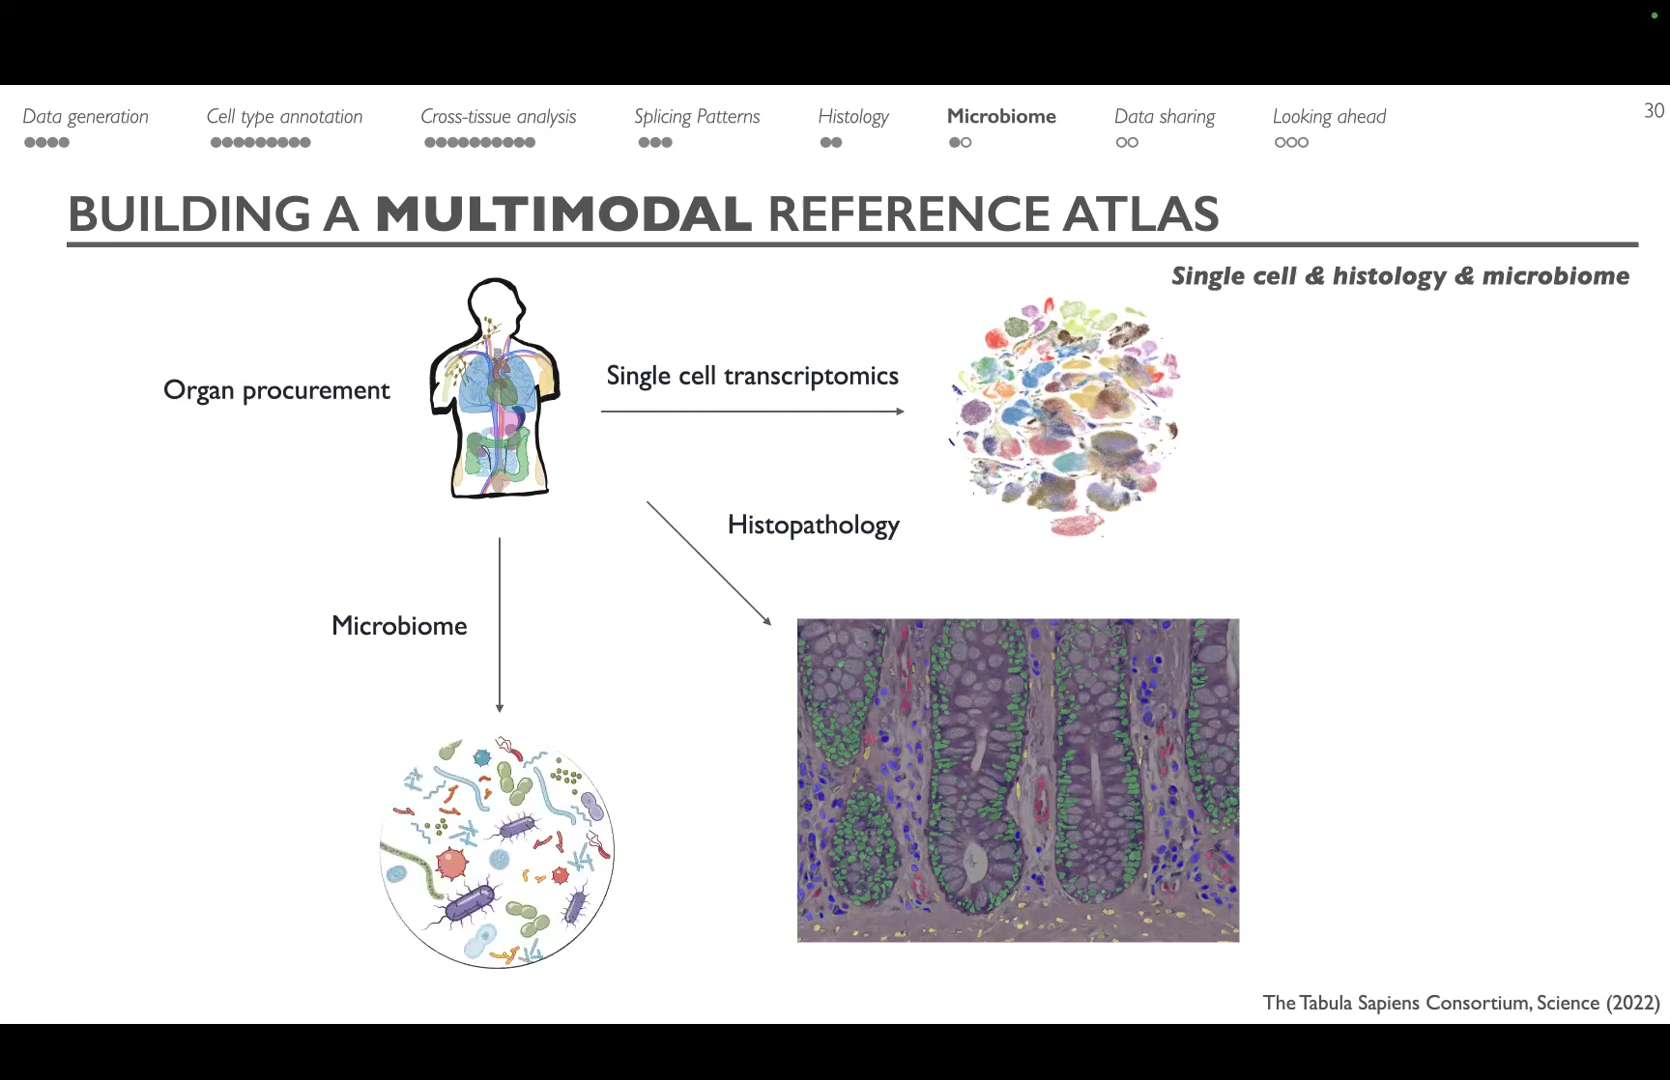 Data generation Cell type annotation Cross-tissue analysis Splicing Patterns Histology Microbiome Data sharing Looking ahead 30
BUILDING A MULTIMODAL REFERENCE ATLAS
Single cell & histology & microbiome
Organ procurement
Single cell transcriptomics
Histopathology
Microbiome
The Tabula Sapiens Consortium, Science (2022)